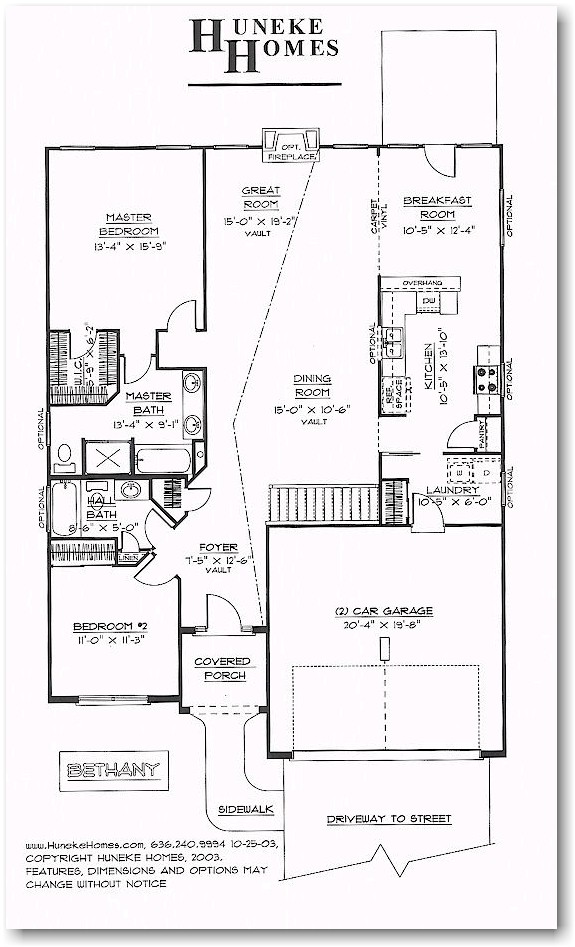 HUNEKE
HOMES
OPT.
FIREPLACE
GREAT
ROOM
15'-0" X 19'-2"
VAULT
CARPET
VINYL
BREAKFAST
ROOM
10'-5" X 12'-4"
OPTIONAL
MASTER
BEDROOM
13'-4" X 15'-9"
OVERHANG
DW
OPTIONAL
KITCHEN
10'-5" X 13'-10"
OPTIONAL
REF.
SPACE
PANTRY
W.I.C.
5'-9" X 6'-2"
MASTER
BATH
13'-4" X 9'-1"
OPTIONAL
DINING
ROOM
15'-0" X 10'-6"
VAULT
D
LAUNDRY
10'-5" X 6'-0"
OPTIONAL
OPTIONAL
HALL
BATH
8'-6" X 5'-0"
LINEN
FOYER
7'-5" X 12'-6"
VAULT
BEDROOM #2
11'-0" X 11'-3"
(2) CAR GARAGE
20'-4" X 19'-8"
COVERED
PORCH
BETHANY
SIDEWALK
DRIVEWAY TO STREET
www.HunekeHomes.com, 636.240.9994 10-25-03,
COPYRIGHT HUNEKE HOMES, 2003.
FEATURES, DIMENSIONS AND OPTIONS MAY
CHANGE WITHOUT NOTICE